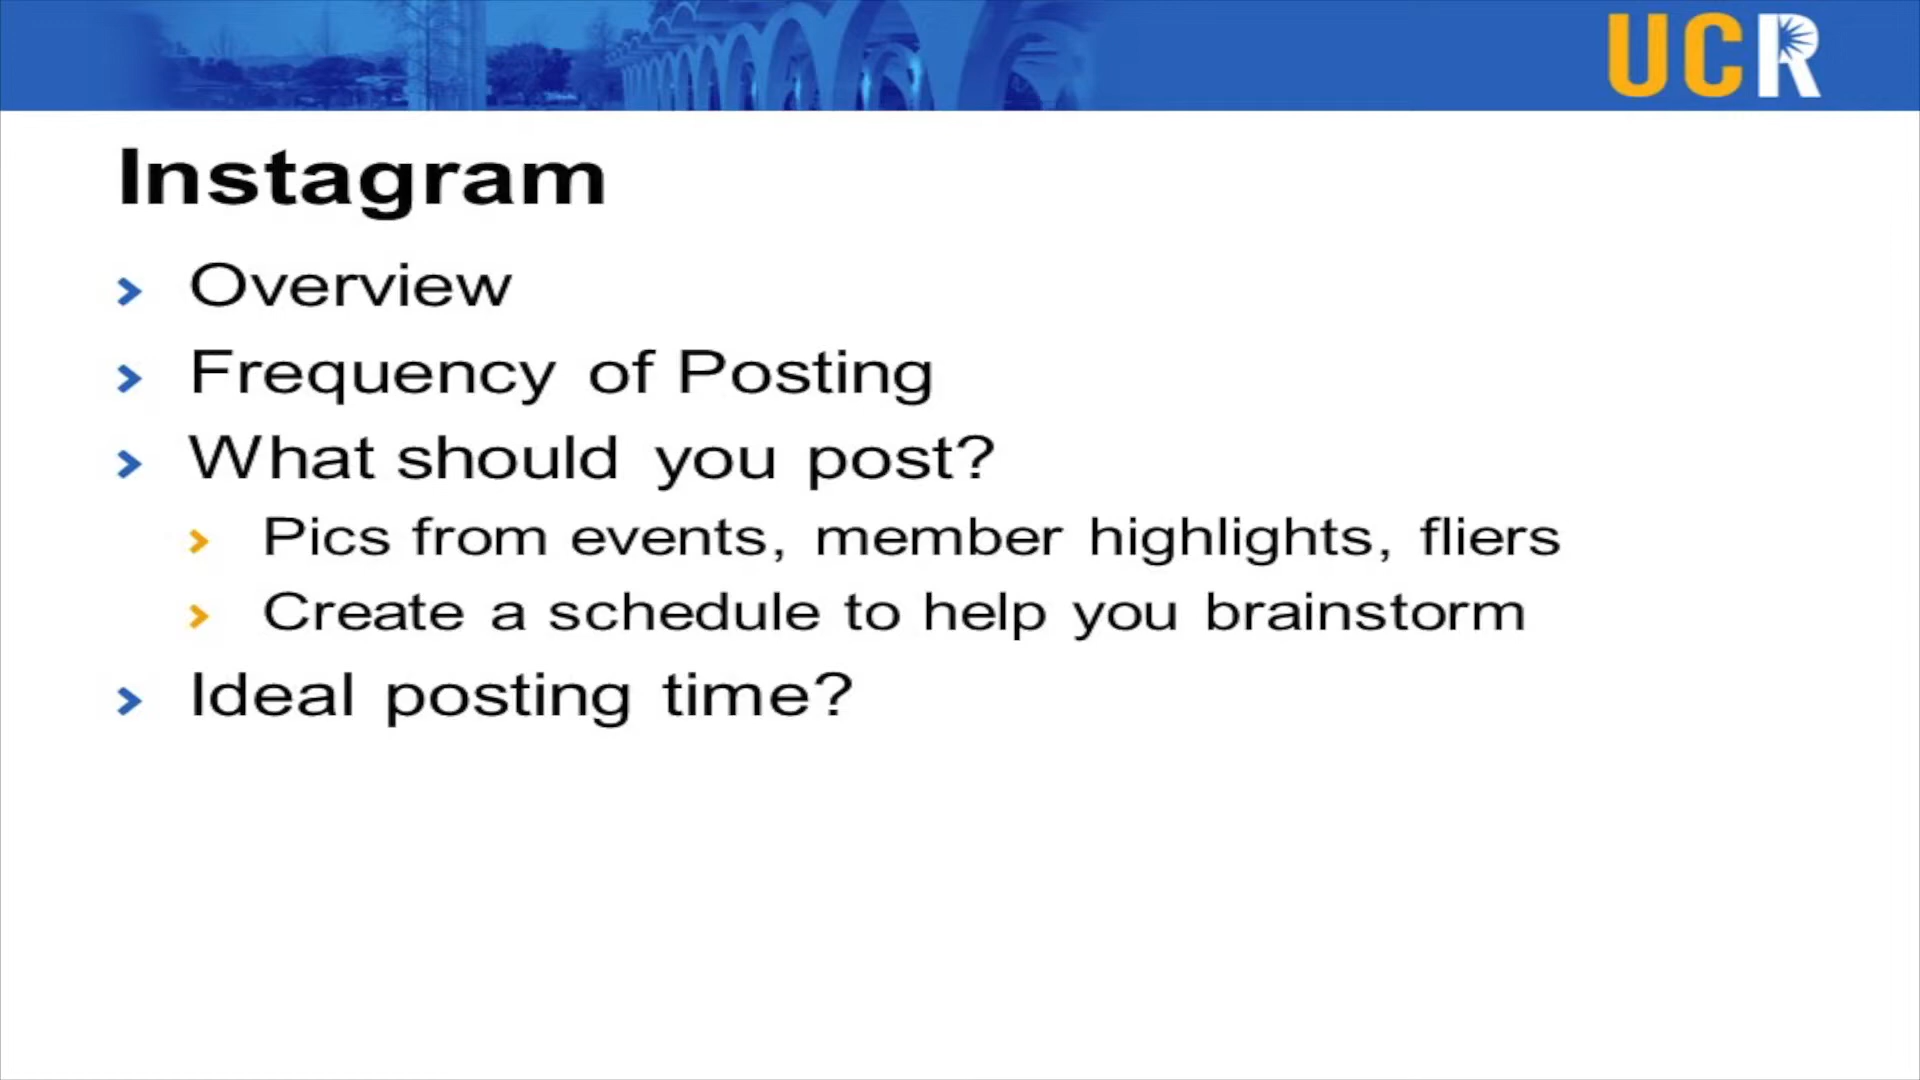 UCR
Instagram
Overview
Frequency of Posting
What should you post?
Pics from events, member highlights, fliers
Create a schedule to help you brainstorm
Ideal posting time?